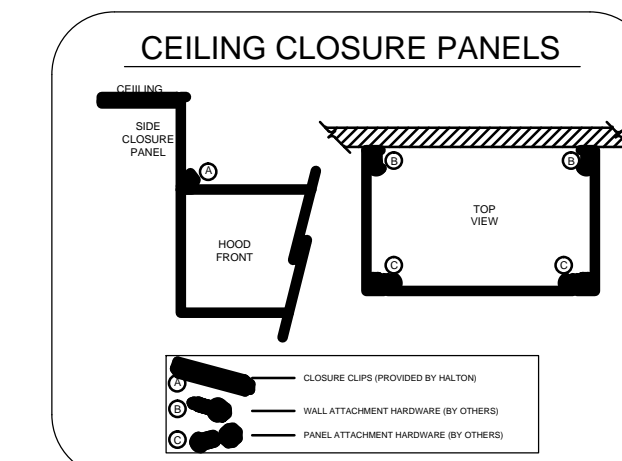 CEILING CLOSURE PANELS
CEIILING
SIDE
CLOSURE
PANEL
A
HOOD
FRONT
B
B
TOP
VIEW
C
C
A
CLOSURE CLIPS (PROVIDED BY HALTON)
B
WALL ATTACHMENT HARDWARE (BY OTHERS)
C
PANEL ATTACHMENT HARDWARE (BY OTHERS)